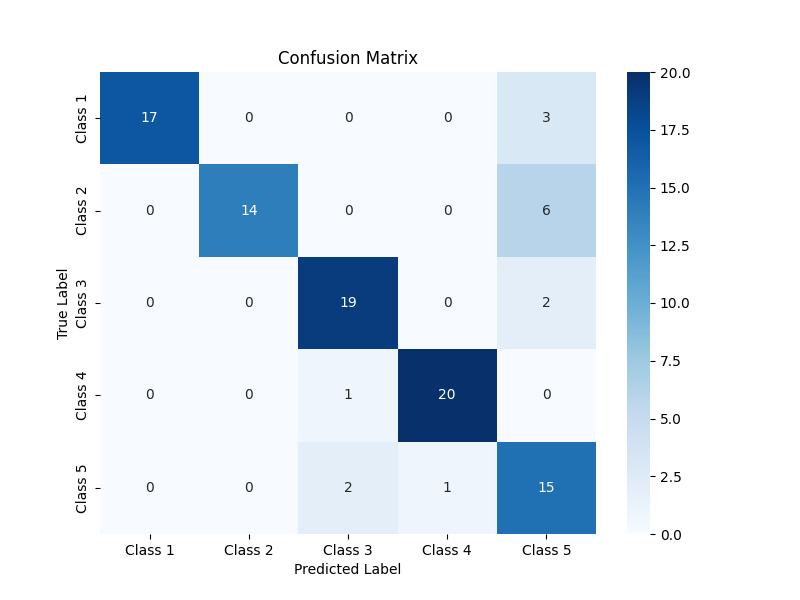 Confusion Matrix
True Label
Class 1
17 0 0 0 3
Class 2
0 14 0 0 6
Class 3
0 0 19 0 2
Class 4
0 0 1 20 0
Class 5
0 0 2 1 15
Class 1 Class 2 Class 3 Class 4 Class 5
Predicted Label
20.0
17.5
15.0
12.5
10.0
7.5
5.0
2.5
0.0